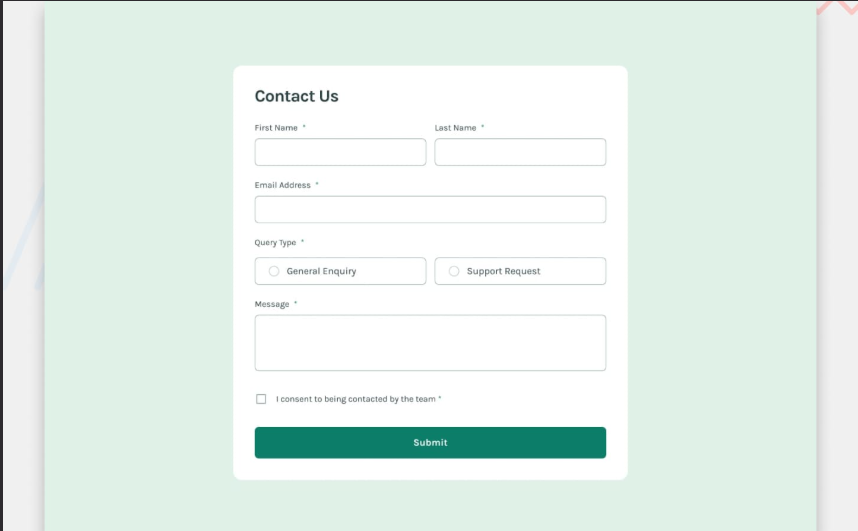 Contact Us
First Name * Last Name *
Email Address *
Query Type *
General Enquiry Support Request
Message *
I consent to being contacted by the team *
Submit